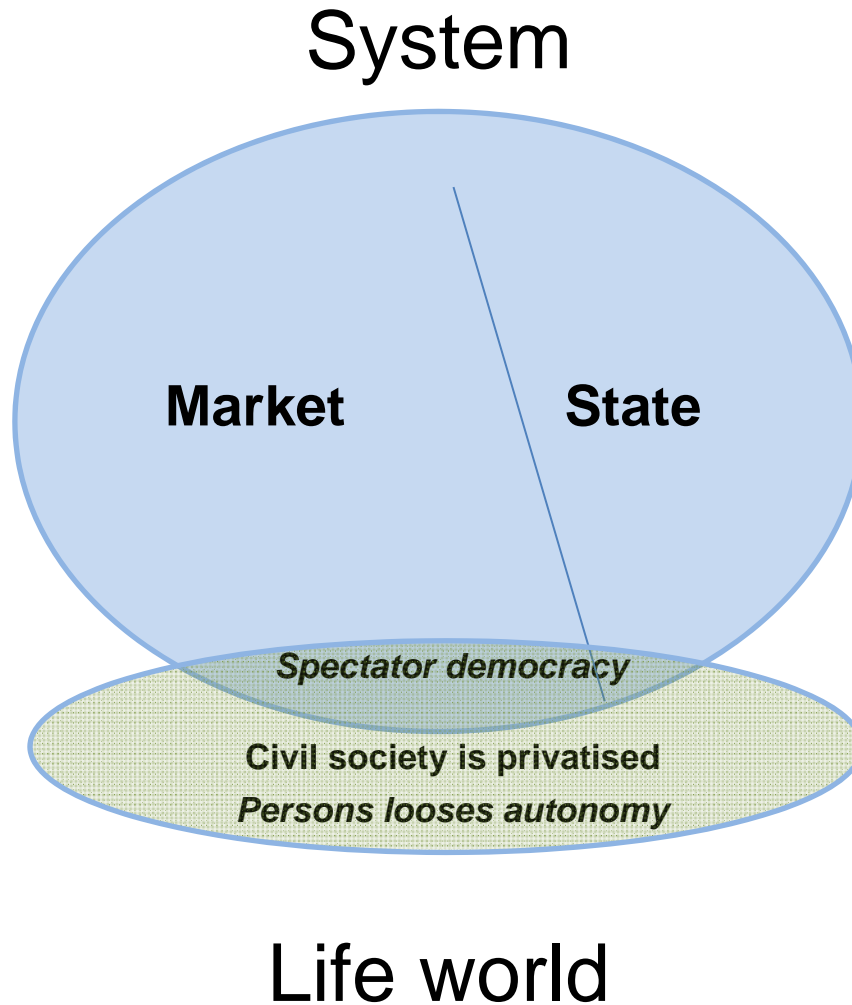 System
Market State
Spectator democracy
Civil society is privatised
Persons looses autonomy
Life world